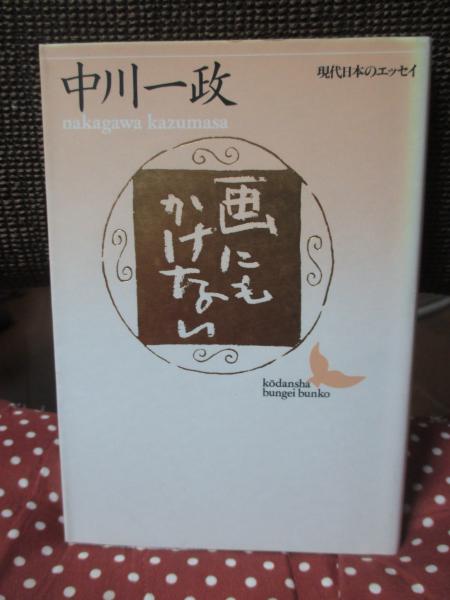 中川一政
現代日本のエッセイ
nakagawa kazumasa
画にも
かけない
kōdansha
bungei bunko